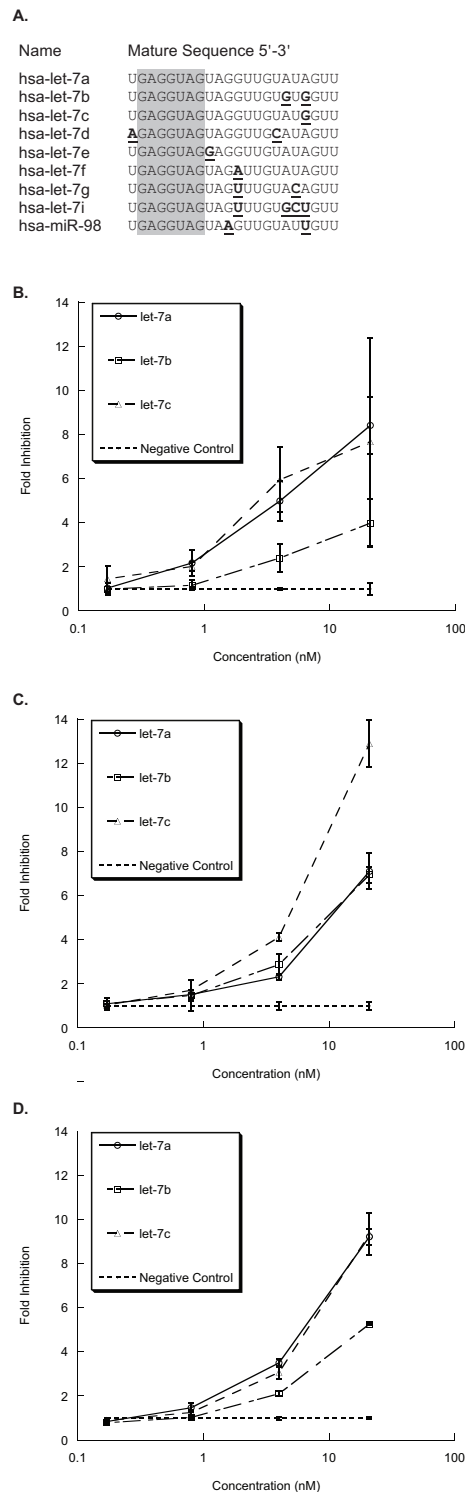 A.
Name Mature Sequence 5'-3'
hsa-let-7a UGAGGUAGUAGGUUGUAUAGUU
hsa-let-7b UGAGGUAGUAGGUUGUGUGGUU
hsa-let-7c UGAGGUAGUAGGUUGUAUGGUU
hsa-let-7d AGAGGUAGUAGGUUGCAUAGUU
hsa-let-7e UGAGGUAGGAGGUUGUAUAGUU
hsa-let-7f UGAGGUAGUAGAUUGUAUAGUU
hsa-let-7g UGAGGUAGUAGUUUGUACAGUU
hsa-let-7i UGAGGUAGUAGUUUGUGCUGUU
hsa-miR-98 UGAGGUAGUAAGUUGUAUUGUU
B.
14
12
10
8
6
4
2
0
Fold Inhibition
let-7a
let-7b
let-7c
Negative Control
0.1 1 10 100
Concentration (nM)
C.
14
12
10
8
6
4
2
0
Fold Inhibition
let-7a
let-7b
let-7c
Negative Control
0.1 1 10 100
Concentration (nM)
D.
14
12
10
8
6
4
2
0
Fold Inhibition
let-7a
let-7b
let-7c
Negative Control
0.1 1 10 100
Concentration (nM)